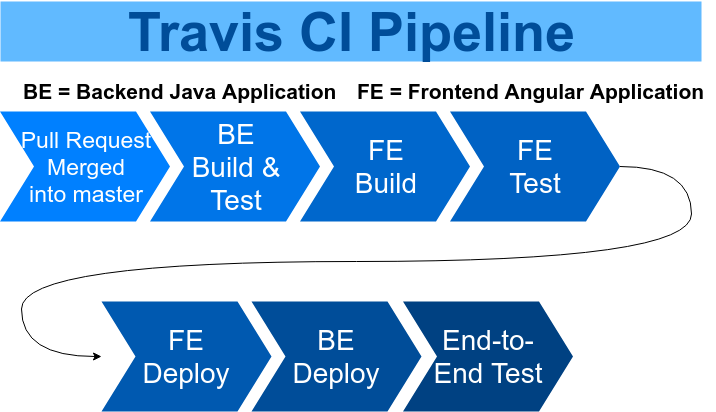 Travis CI Pipeline
BE = Backend Java Application
FE = Frontend Angular Application
Pull Request
Merged
into master
BE
Build &
Test
FE
Build
FE
Test
FE
Deploy
BE
Deploy
End-to-
End Test